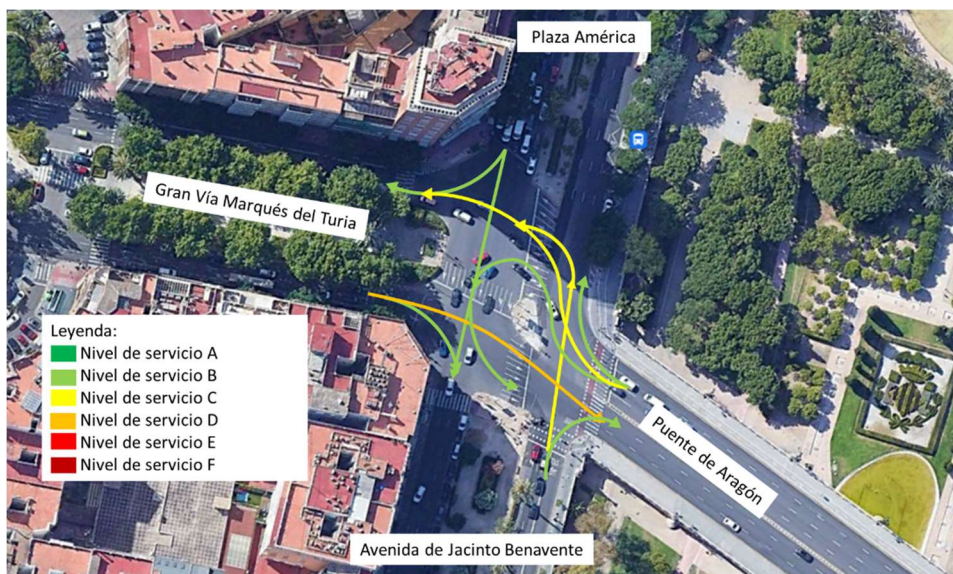 Plaza América
Gran Vía Marqués del Turia
Leyenda:
Nivel de servicio A
Nivel de servicio B
Nivel de servicio C
Nivel de servicio D
Nivel de servicio E
Nivel de servicio F
Puente de Aragón
Avenida de Jacinto Benavente